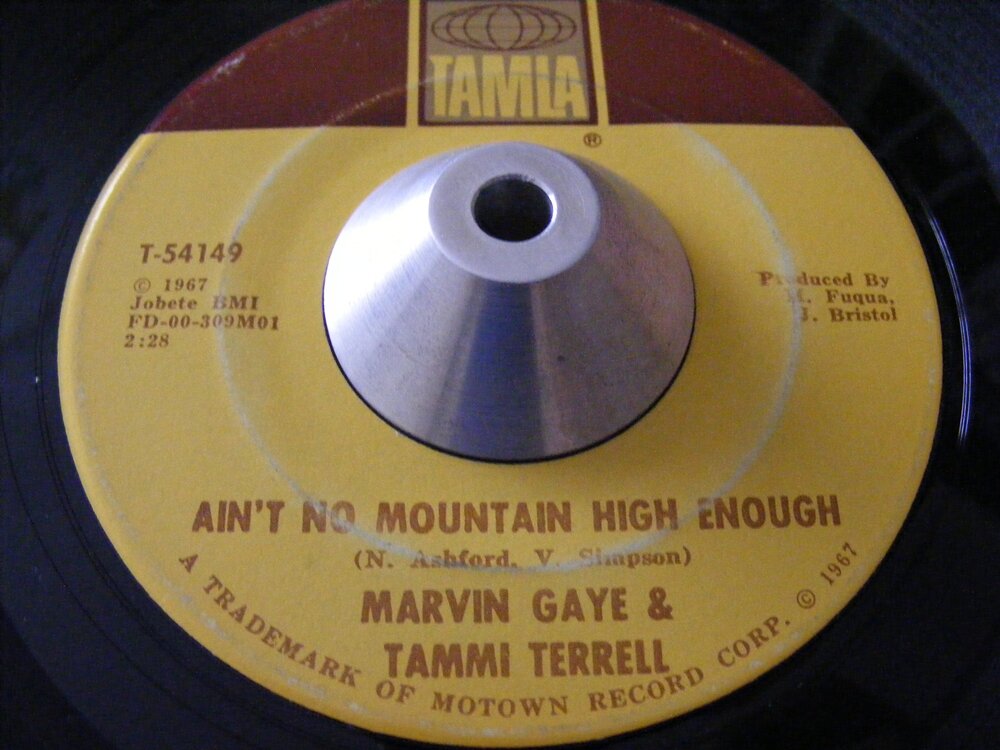 TAMLA
®
T-54149
© 1967
Jobete BMI
FD-00-309M01
2:28
Produced By
H. Fuqua,
J. Bristol
AIN'T NO MOUNTAIN HIGH ENOUGH
(N. Ashford, V. Simpson)
MARVIN GAYE &
TAMMI TERRELL
A TRADEMARK OF MOTOWN RECORD CORP. © 1967